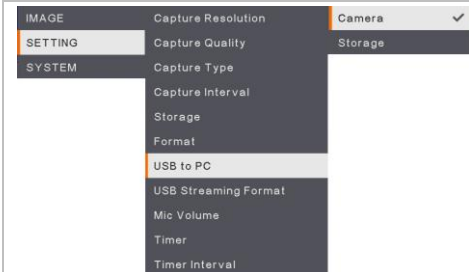 IMAGE
SETTING
SYSTEM
Capture Resolution
Capture Quality
Capture Type
Capture Interval
Storage
Format
USB to PC
USB Streaming Format
Mic Volume
Timer
Timer Interval
Camera ✓
Storage